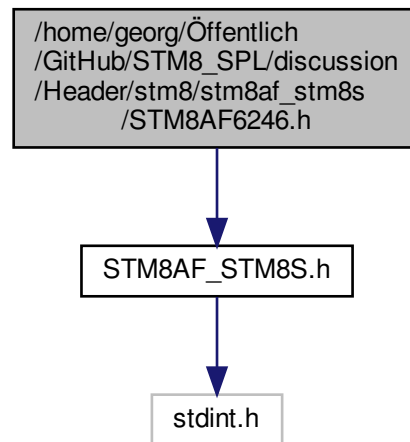 /home/georg/Öffentlich
/GitHub/STM8_SPL/discussion
/Header/stm8/stm8af_stm8s
/STM8AF6246.h
STM8AF_STM8S.h
stdint.h